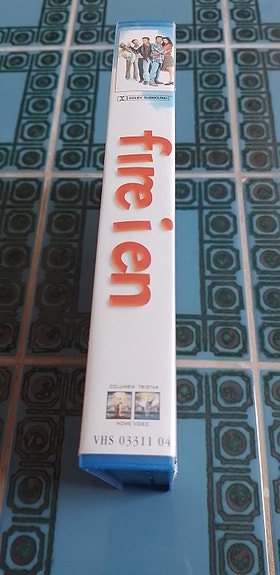 DOLBY SURROUND
fire i en
COLUMBIA TRISTAR
HOME VIDEO
VHS 03311 04